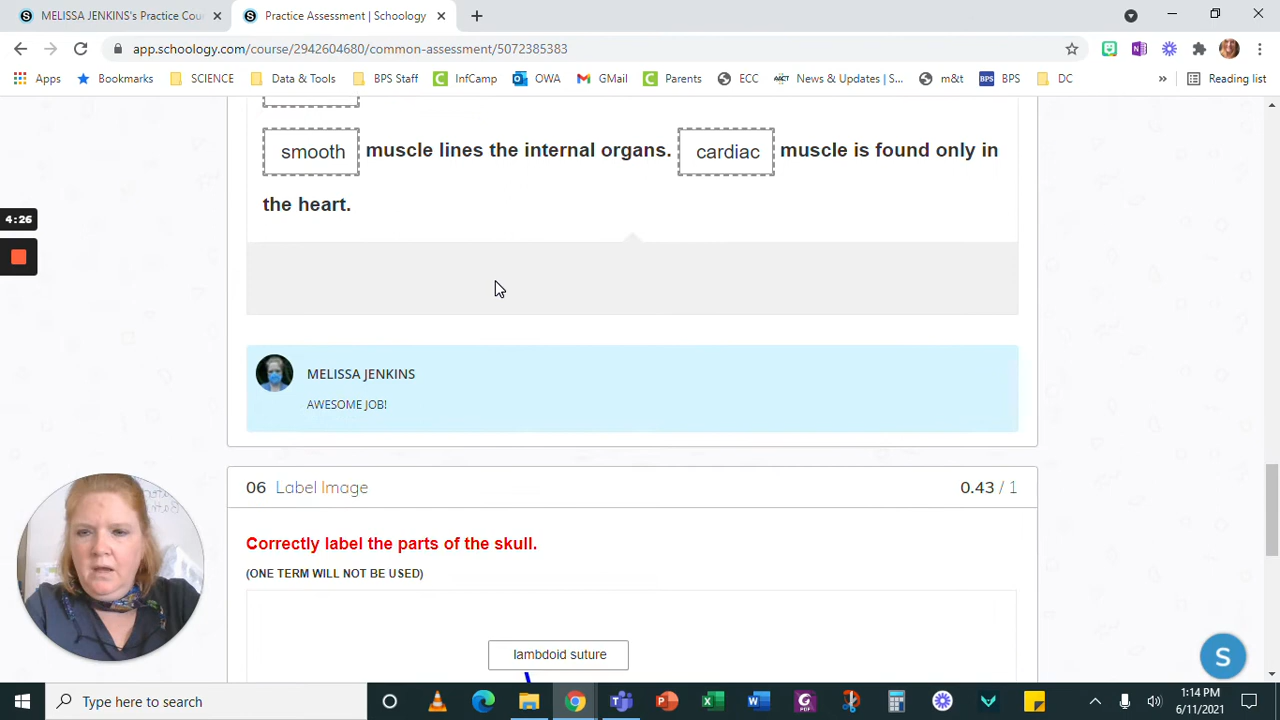 MELISSA JENKINS's Practice Cou
Practice Assessment | Schoology
app.schoology.com/course/2942604680/common-assessment/5072385383
Apps Bookmarks SCIENCE Data & Tools BPS Staff InfCamp OWA GMail Parents ECC News & Updates | S... m&t BPS DC » Reading list
smooth muscle lines the internal organs. cardiac muscle is found only in
the heart.
4:26
MELISSA JENKINS
AWESOME JOB!
06 Label Image 0.43 / 1
Correctly label the parts of the skull.
(ONE TERM WILL NOT BE USED)
lambdoid suture
S
Type here to search
1:14 PM
6/11/2021